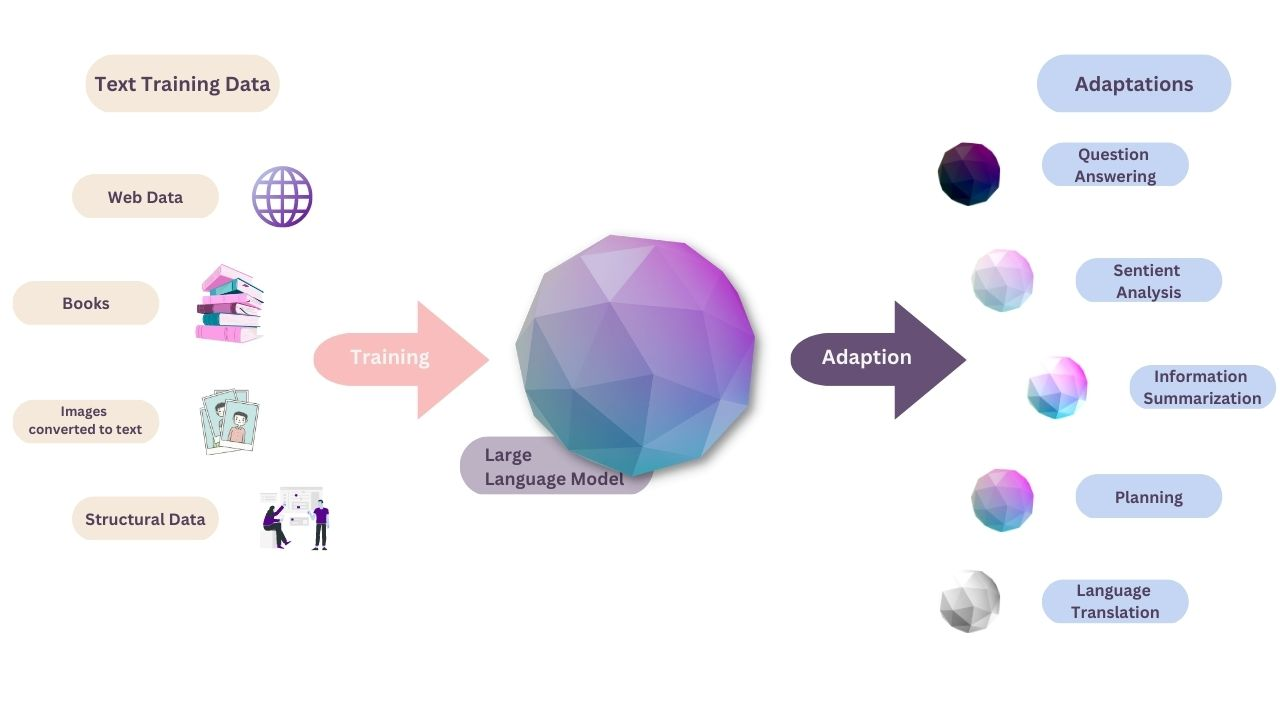 Text Training Data
Web Data
Books
Images
converted to text
Structural Data
Training
Large
Language Model
Adaption
Adaptations
Question
Answering
Sentient
Analysis
Information
Summarization
Planning
Language
Translation